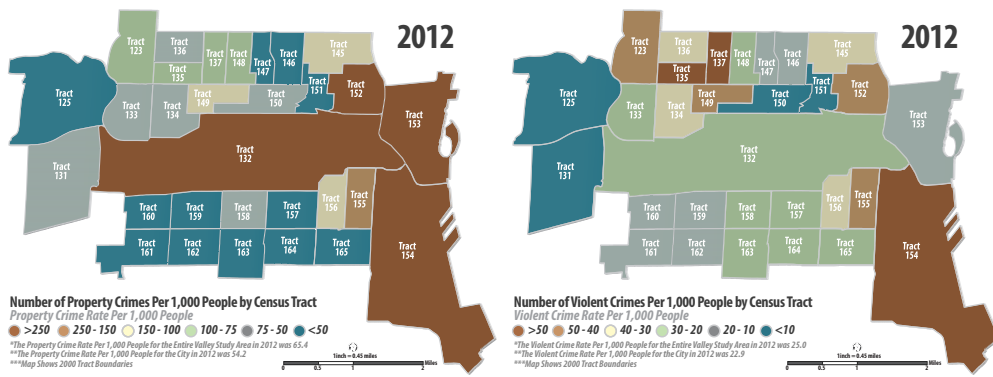 2012
Tract
123
Tract
136
Tract
135
Tract
137
Tract
148
Tract
147
Tract
146
Tract
145
Tract
151
Tract
152
Tract
125
Tract
133
Tract
134
Tract
149
Tract
150
Tract
153
Tract
132
Tract
131
Tract
160
Tract
159
Tract
158
Tract
157
Tract
156
Tract
155
Tract
161
Tract
162
Tract
163
Tract
164
Tract
165
Tract
154
Number of Property Crimes Per 1,000 People by Census Tract
Property Crime Rate Per 1,000 People
>250 250 - 150 150 - 100 100 - 75 75 - 50 <50
*The Property Crime Rate Per 1,000 People for the Entire Valley Study Area in 2012 was 65.4
**The Property Crime Rate Per 1,000 People for the City in 2012 was 54.2
***Map Shows 2000 Tract Boundaries
1inch = 0.45 miles
Miles
0 0.5 1 2
2012
Tract
123
Tract
136
Tract
135
Tract
137
Tract
148
Tract
147
Tract
146
Tract
145
Tract
151
Tract
152
Tract
125
Tract
133
Tract
134
Tract
149
Tract
150
Tract
153
Tract
132
Tract
131
Tract
160
Tract
159
Tract
158
Tract
157
Tract
156
Tract
155
Tract
161
Tract
162
Tract
163
Tract
164
Tract
165
Tract
154
Number of Violent Crimes Per 1,000 People by Census Tract
Violent Crime Rate Per 1,000 People
>50 50 - 40 40 - 30 30 - 20 20 - 10 <10
*The Violent Crime Rate Per 1,000 People for the Entire Valley Study Area in 2012 was 25.0
**The Violent Crime Rate Per 1,000 People for the City in 2012 was 22.9
***Map Shows 2000 Tract Boundaries
1inch = 0.45 miles
Miles
0 0.5 1 2